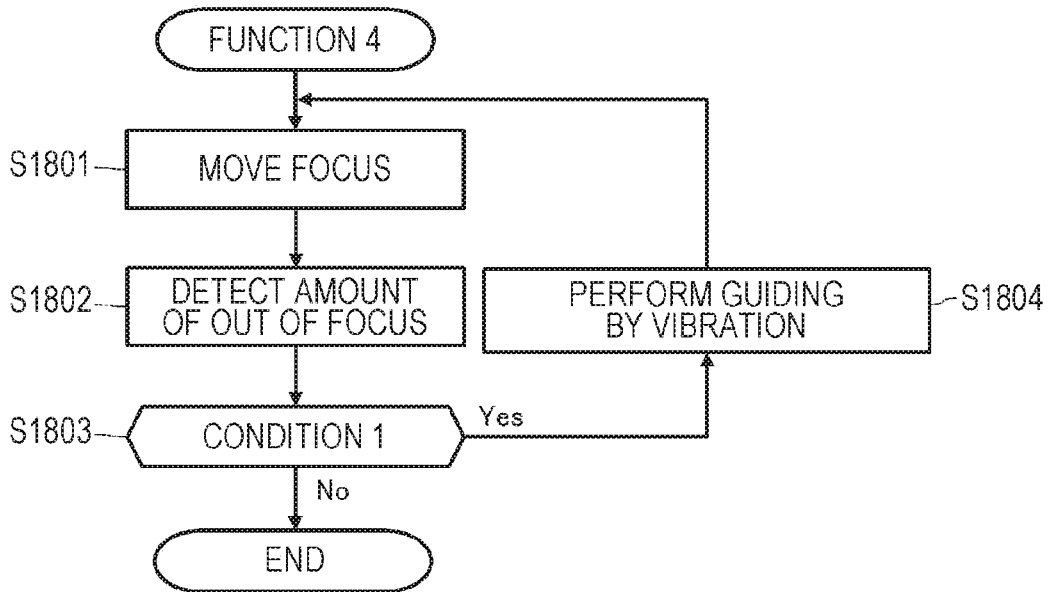 FUNCTION 4
S1801
MOVE FOCUS
S1802
DETECT AMOUNT
OF OUT OF FOCUS
PERFORM GUIDING
BY VIBRATION
S1804
S1803
CONDITION 1
Yes
No
END